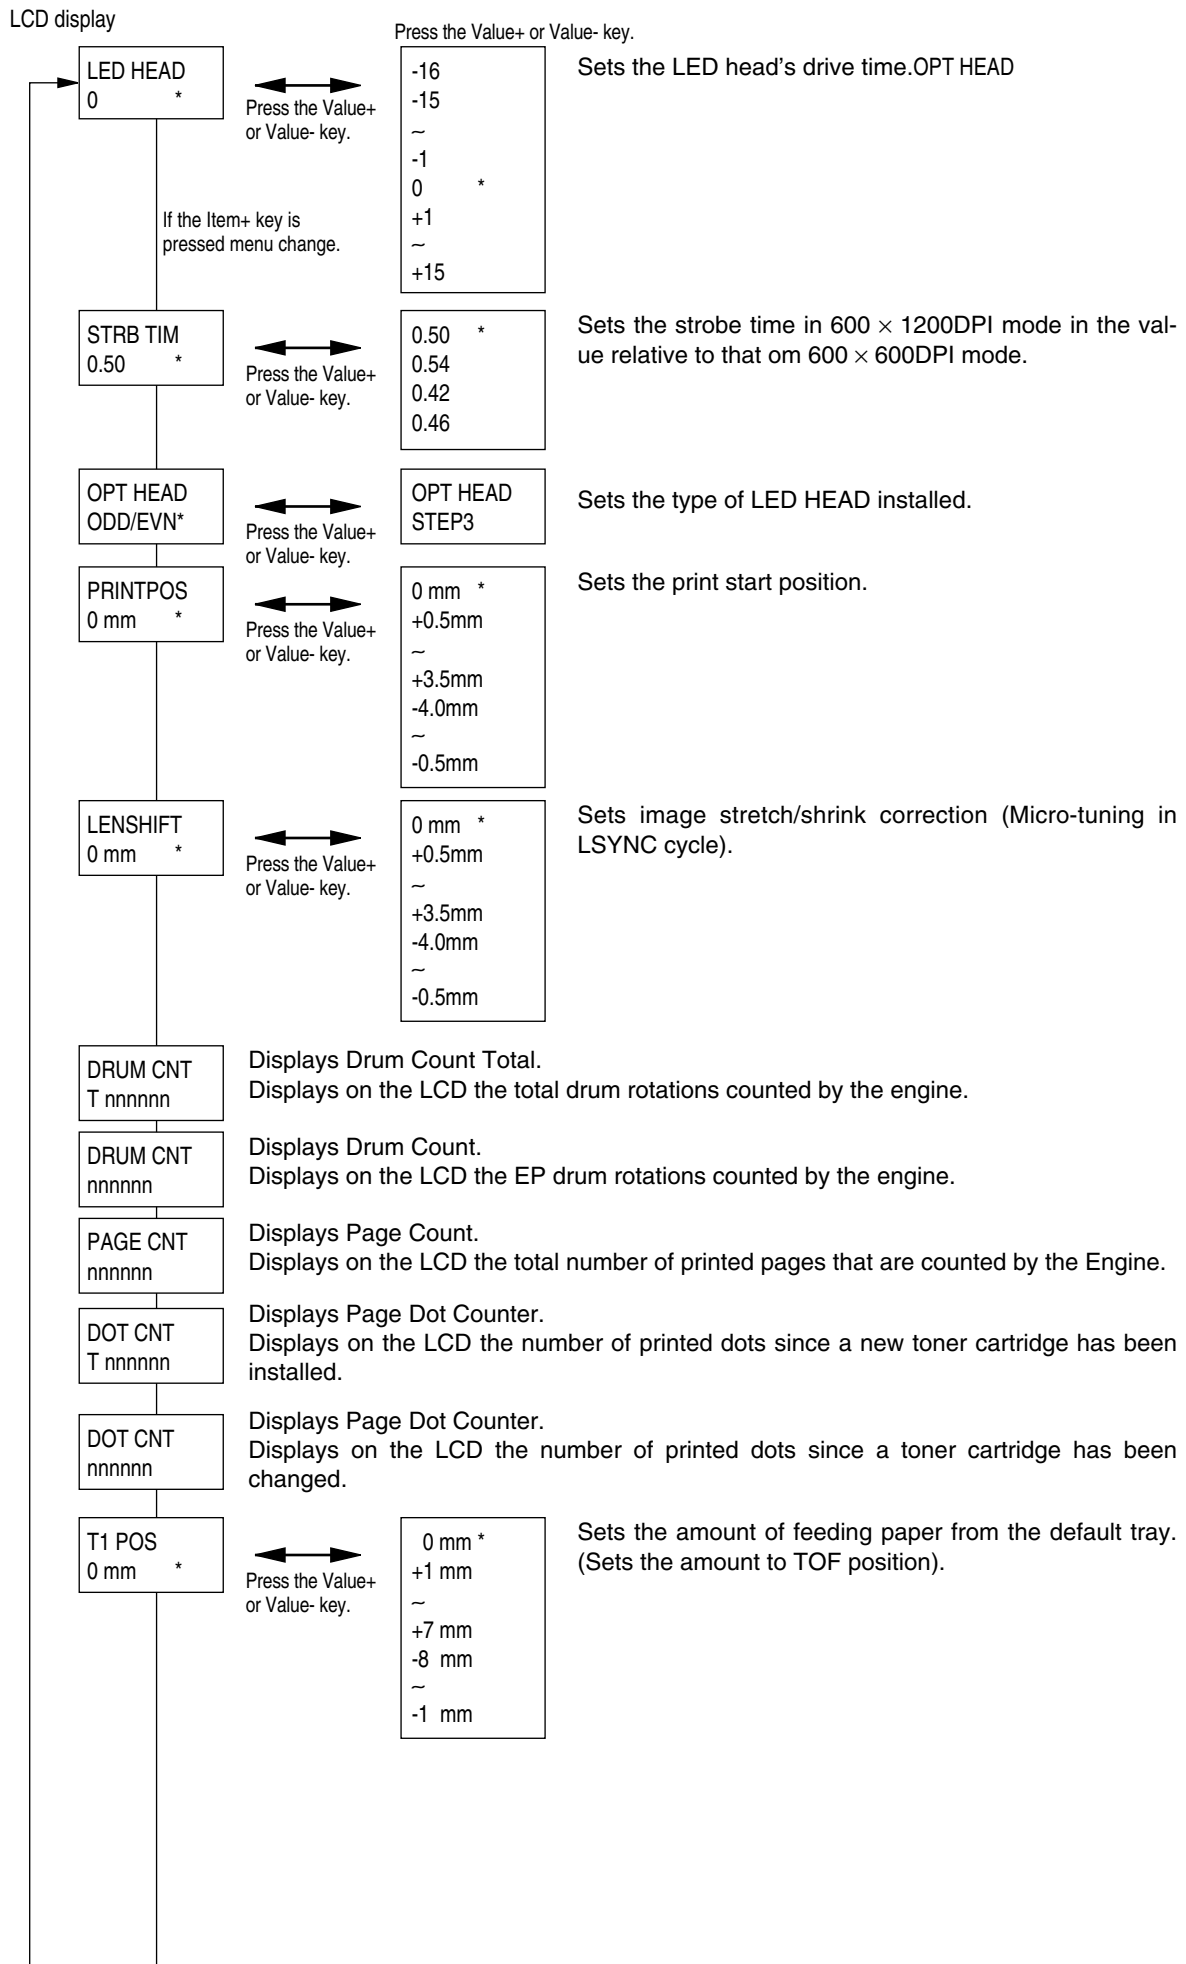 LCD display
Press the Value+ or Value- key.
LED HEAD
0 *
Press the Value+
or Value- key.
-16
-15
~
-1
0 *
+1
~
+15
Sets the LED head's drive time.OPT HEAD
If the Item+ key is
pressed menu change.
STRB TIM
0.50 *
Press the Value+
or Value- key.
0.50 *
0.54
0.42
0.46
Sets the strobe time in 600 × 1200DPI mode in the val-
ue relative to that om 600 × 600DPI mode.
OPT HEAD
ODD/EVN*
Press the Value+
or Value- key.
OPT HEAD
STEP3
Sets the type of LED HEAD installed.
PRINTPOS
0 mm *
Press the Value+
or Value- key.
0 mm *
+0.5mm
~
+3.5mm
-4.0mm
~
-0.5mm
Sets the print start position.
LENSHIFT
0 mm *
Press the Value+
or Value- key.
0 mm *
+0.5mm
~
+3.5mm
-4.0mm
~
-0.5mm
Sets image stretch/shrink correction (Micro-tuning in
LSYNC cycle).
DRUM CNT
T nnnnnn
Displays Drum Count Total.
Displays on the LCD the total drum rotations counted by the engine.
DRUM CNT
nnnnnn
Displays Drum Count.
Displays on the LCD the EP drum rotations counted by the engine.
PAGE CNT
nnnnnn
Displays Page Count.
Displays on the LCD the total number of printed pages that are counted by the Engine.
DOT CNT
T nnnnnn
Displays Page Dot Counter.
Displays on the LCD the number of printed dots since a new toner cartridge has been
installed.
DOT CNT
nnnnnn
Displays Page Dot Counter.
Displays on the LCD the number of printed dots since a toner cartridge has been
changed.
T1 POS
0 mm *
Press the Value+
or Value- key.
0 mm *
+1 mm
~
+7 mm
-8 mm
~
-1 mm
Sets the amount of feeding paper from the default tray.
(Sets the amount to TOF position).